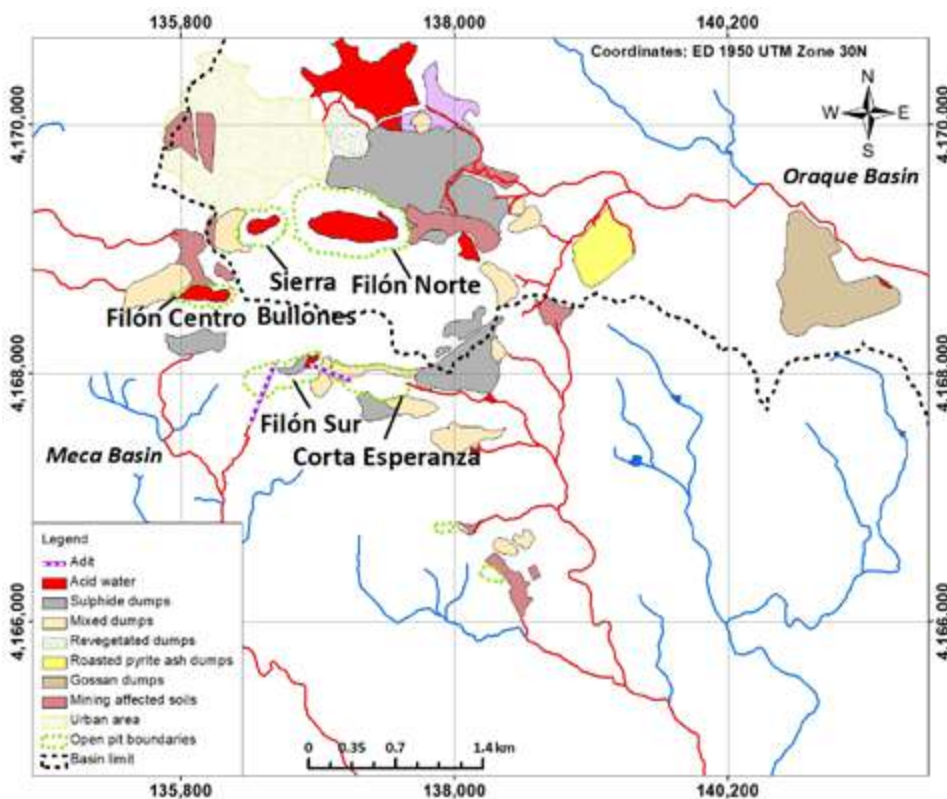 135,800 138,000 140,200
Coordinates: ED 1950 UTM Zone 30N
N
W E
S
4,170,000 4,170,000
Oraque Basin
Sierra Filón Norte
Filón Centro Bullones
4,168,000 4,168,000
Filón Sur
Meca Basin Corta Esperanza
Legend
Adit
Acid water
Sulphide dumps
Mixed dumps
Revegetated dumps
Roasted pyrite ash dumps
Gossan dumps
Mining affected soils
Urban area
Open pit boundaries
Basin limit
4,166,000 4,166,000
0 0.35 0.7 1.4 km
135,800 138,000 140,200